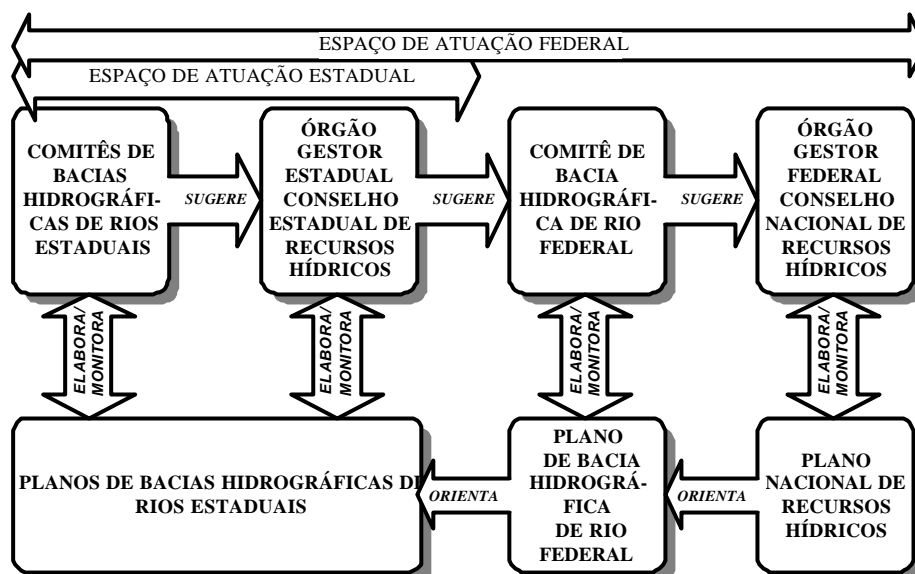 ESPAÇO DE ATUAÇÃO FEDERAL
ESPAÇO DE ATUAÇÃO ESTADUAL
COMITÊS DE
BACIAS
HIDROGRÁFI-
CAS DE RIOS
ESTADUAIS
SUGERE
ÓRGÃO
GESTOR
ESTADUAL
CONSELHO
ESTADUAL DE
RECURSOS
HÍDRICOS
SUGERE
COMITÊ DE
BACIA
HIDROGRÁFI-
CA DE RIO
FEDERAL
SUGERE
ÓRGÃO
GESTOR
FEDERAL
CONSELHO
NACIONAL DE
RECURSOS
HÍDRICOS
ELABORA/
MONITORA
ELABORA/
MONITORA
ELABORA/
MONITORA
ELABORA/
MONITORA
PLANOS DE BACIAS HIDROGRÁFICAS DE
RIOS ESTADUAIS
ORIENTA
PLANO
DE BACIA
HIDROGRÁ-
FICA
DE RIO
FEDERAL
ORIENTA
PLANO
NACIONAL DE
RECURSOS
HÍDRICOS